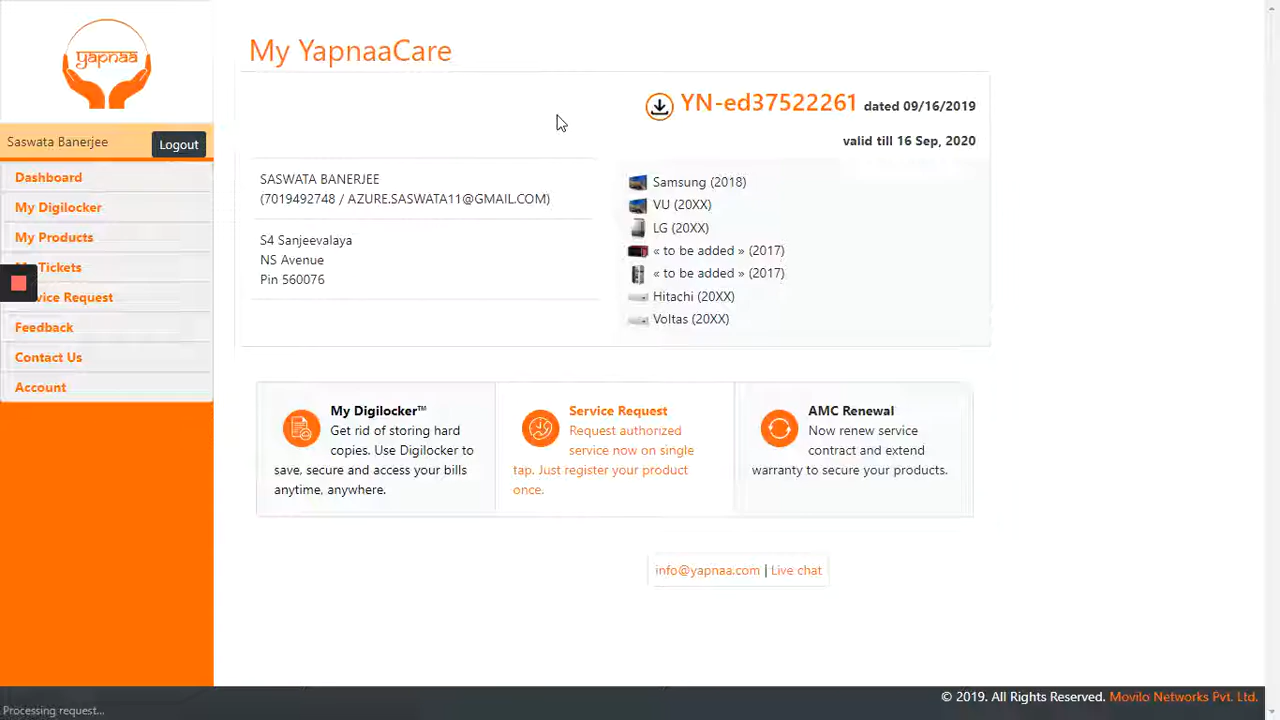 yapnaa
Saswata Banerjee
Logout
Dashboard
My Digilocker
My Products
Tickets
vice Request
Feedback
Contact Us
Account
My YapnaaCare
YN-ed37522261 dated 09/16/2019
valid till 16 Sep, 2020
SASWATA BANERJEE
(7019492748 / AZURE.SASWATA11@GMAIL.COM)
S4 Sanjeevalaya
NS Avenue
Pin 560076
Samsung (2018)
VU (20XX)
LG (20XX)
« to be added » (2017)
« to be added » (2017)
Hitachi (20XX)
Voltas (20XX)
My Digilocker™
Get rid of storing hard
copies. Use Digilocker to
save, secure and access your bills
anytime, anywhere.
Service Request
Request authorized
service now on single
tap. Just register your product
once.
AMC Renewal
Now renew service
contract and extend
warranty to secure your products.
info@yapnaa.com | Live chat
© 2019. All Rights Reserved. Movilo Networks Pvt. Ltd.
Processing request...